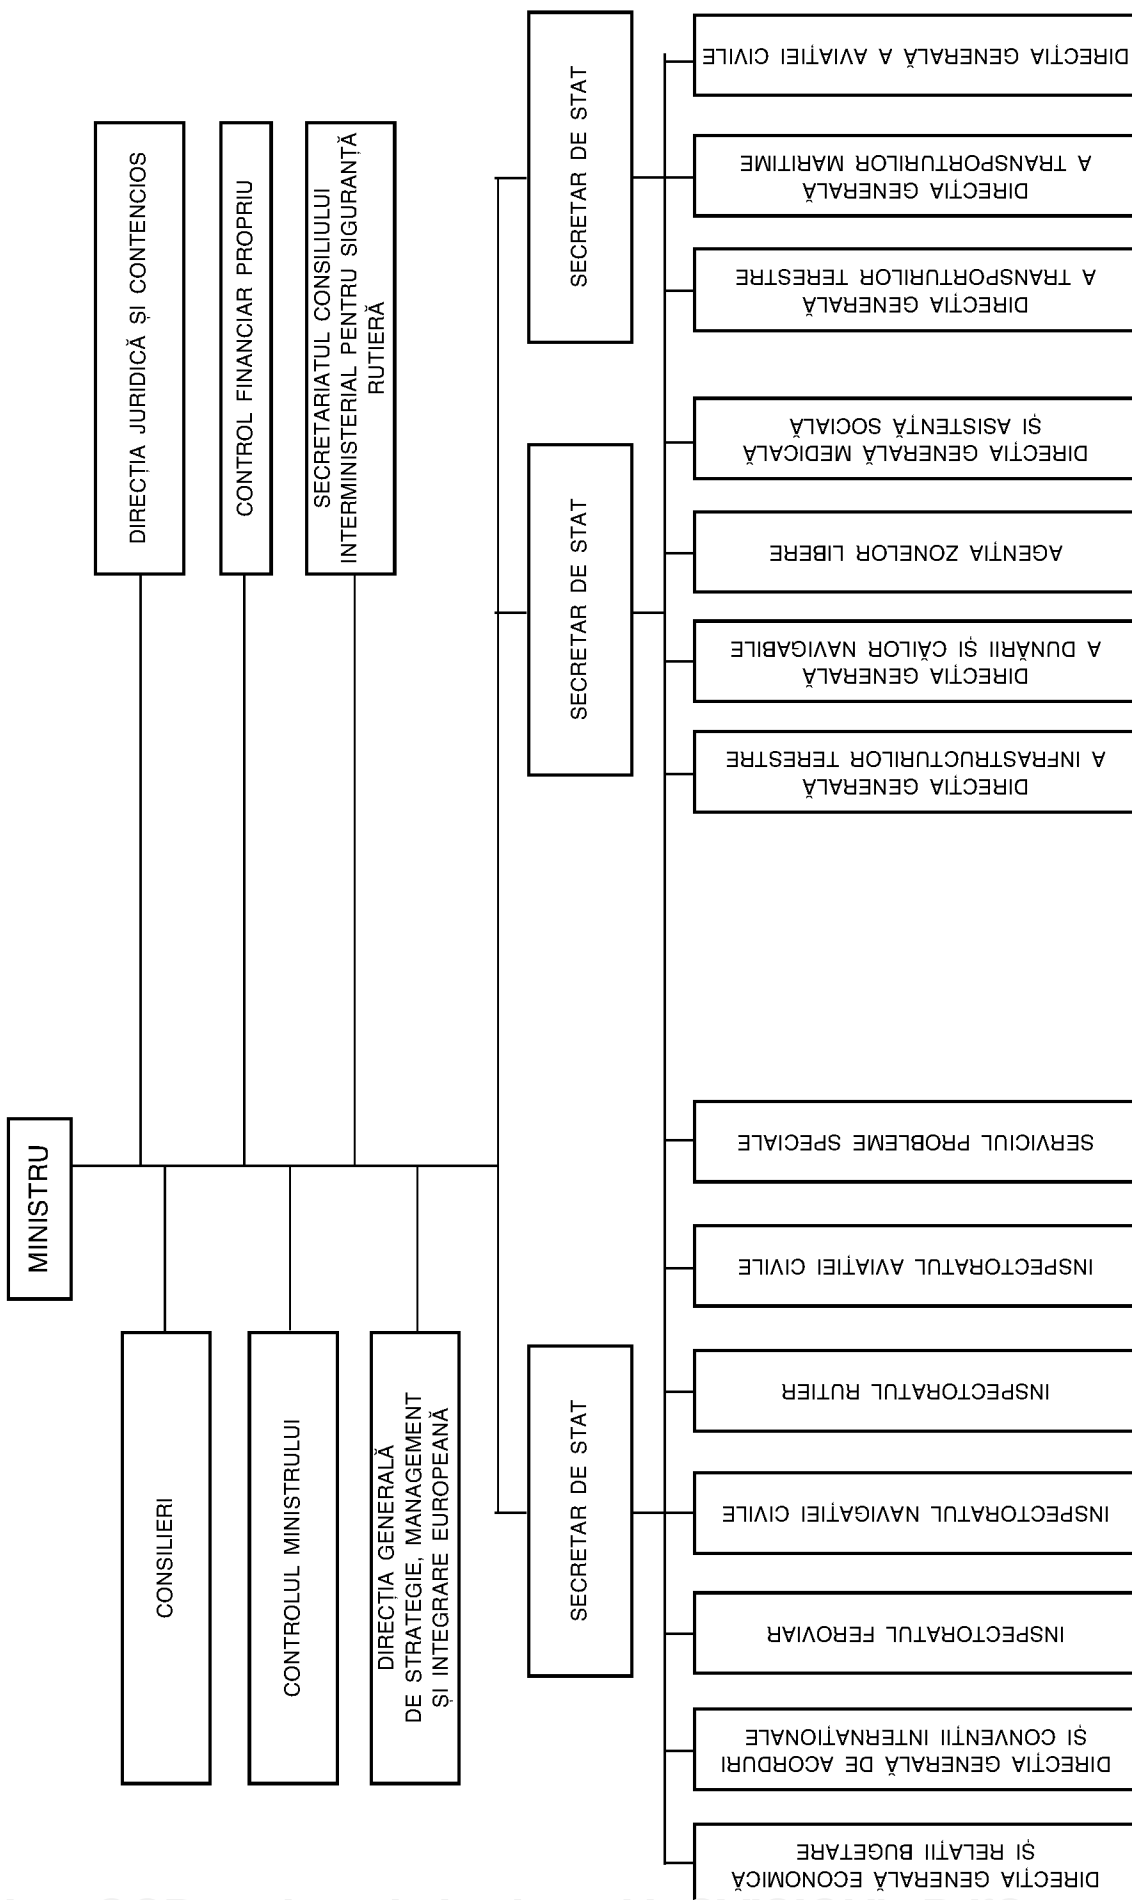 MINISTRU
CONSILIERI
CONTROLUL MINISTRULUI
DIRECȚIA GENERALĂ
DE STRATEGIE, MANAGEMENT
ȘI INTEGRARE EUROPEANĂ
DIRECȚIA JURIDICĂ ȘI CONTENCIOS
CONTROL FINANCIAR PROPRIU
SECRETARIATUL CONSILIULUI
INTERMINISTERIAL PENTRU SIGURANȚĂ
RUTIERĂ
SECRETAR DE STAT
SECRETAR DE STAT
SECRETAR DE STAT
DIRECȚIA GENERALĂ ECONOMICĂ
ȘI RELAȚII BUGETARE
DIRECȚIA GENERALĂ DE ACORDURI
ȘI CONVENȚII INTERNAȚIONALE
INSPECTORATUL FEROVIAR
INSPECTORATUL NAVIGAȚIEI CIVILE
INSPECTORATUL RUTIER
INSPECTORATUL AVIAȚIEI CIVILE
SERVICIUL PROBLEME SPECIALE
DIRECȚIA GENERALĂ
A INFRASTRUCTURILOR TERESTRE
DIRECȚIA GENERALĂ
A DUNĂRII ȘI CĂILOR NAVIGABILE
AGENȚIA ZONELOR LIBERE
DIRECȚIA GENERALĂ MEDICALĂ
ȘI ASISTENȚĂ SOCIALĂ
DIRECȚIA GENERALĂ
A TRANSPORTURILOR TERESTRE
DIRECȚIA GENERALĂ
A TRANSPORTURILOR MARITIME
DIRECȚIA GENERALĂ A AVIAȚIEI CIVILE